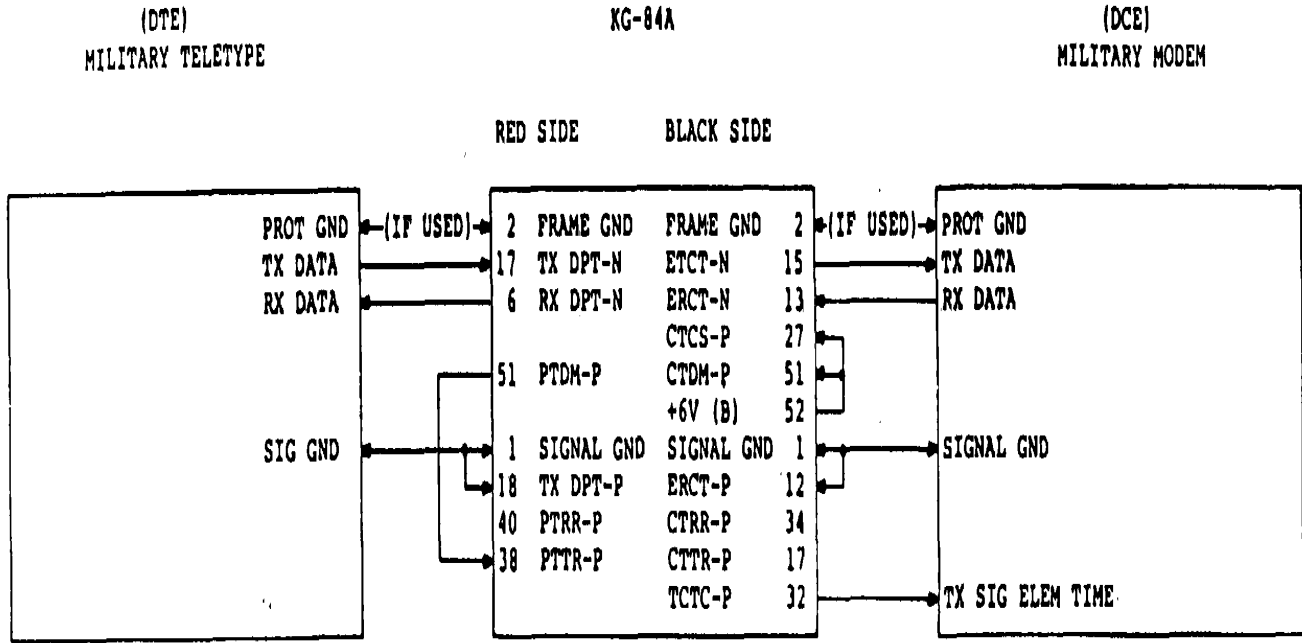 (DTE) KG-84A (DCE)
MILITARY TELETYPE MILITARY MODEM
RED SIDE BLACK SIDE
PROT GND (IF USED) 2 FRAME GND FRAME GND 2 (IF USED) PROT GND
TX DATA 17 TX DPT-N ETCT-N 15 TX DATA
RX DATA 6 RX DPT-N ERCT-N 13 RX DATA
CTCS-P 27
51 PTDM-P CTDM-P 51
+6V (B) 52
SIG GND 1 SIGNAL GND SIGNAL GND 1 SIGNAL GND
18 TX DPT-P ERCT-P 12
40 PTRR-P CTRR-P 34
38 PTTR-P CTTR-P 17
TCTC-P 32 TX SIG ELEM TIME